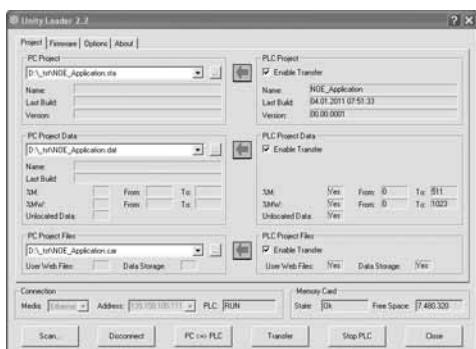 Unity Loader 2.2
Project Firmware Options About
PC Project
D:\_tst\NOE_Application.sta
Name:
Last Build:
Version:
PLC Project
Enable Transfer
Name: NOE_Application
Last Build: 04.01.2011 07:51:33
Version: 00.00.0001
PC Project Data
D:\_tst\NOE_Application.dat
Name:
Last Build:
%M: From: To:
%MW: From: To:
Unlocated Data:
PLC Project Data
Enable Transfer
%M: Yes From: 0 To: 511
%MW: Yes From: 0 To: 1023
Unlocated Data: Yes
PC Project Files
D:\_tst\NOE_Application.car
User Web Files: Data Storage:
PLC Project Files
Enable Transfer
User Web Files: Yes Data Storage: Yes
Connection
Media: Ethernet Address: PLC: RUN
Memory Card
State: Ok Free Space: 7.480.320
Scan... Disconnect PC <=> PLC Transfer Stop PLC Close